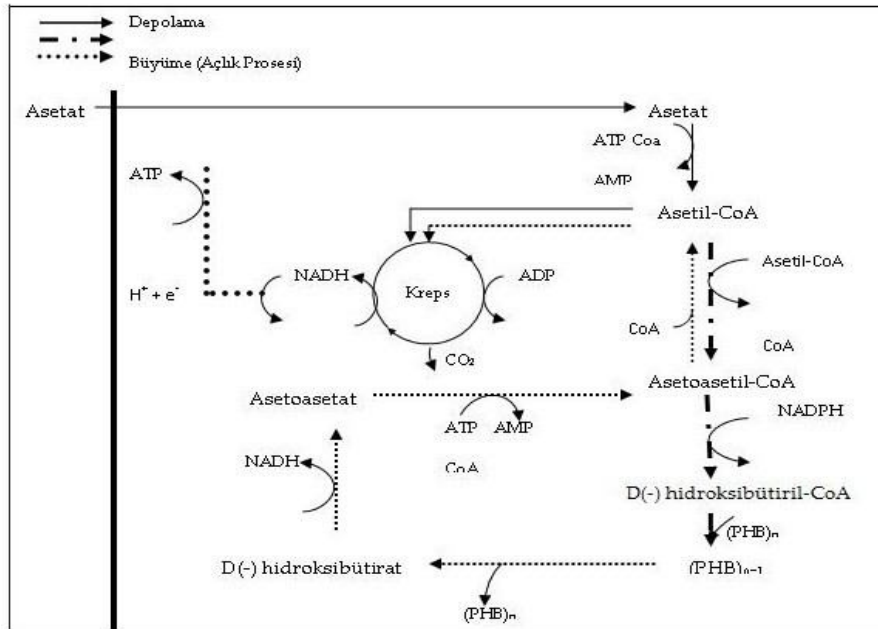 Depolama
Büyüme (Açlık Prosesi)
Asetat
Asetat
ATP Coa
ATP
AMP
Asetil-CoA
NADH
ADP
Asetil-CoA
Kreps
H⁺ + e⁻
CoA
CoA
CO₂
Asetoasetil-CoA
Asetoasetat
NADPH
ATP AMP
NADH
CoA
D(-) hidroksibütiril-CoA
(PHB)n
D(-) hidroksibütirat
(PHB)n-1
(PHB)n